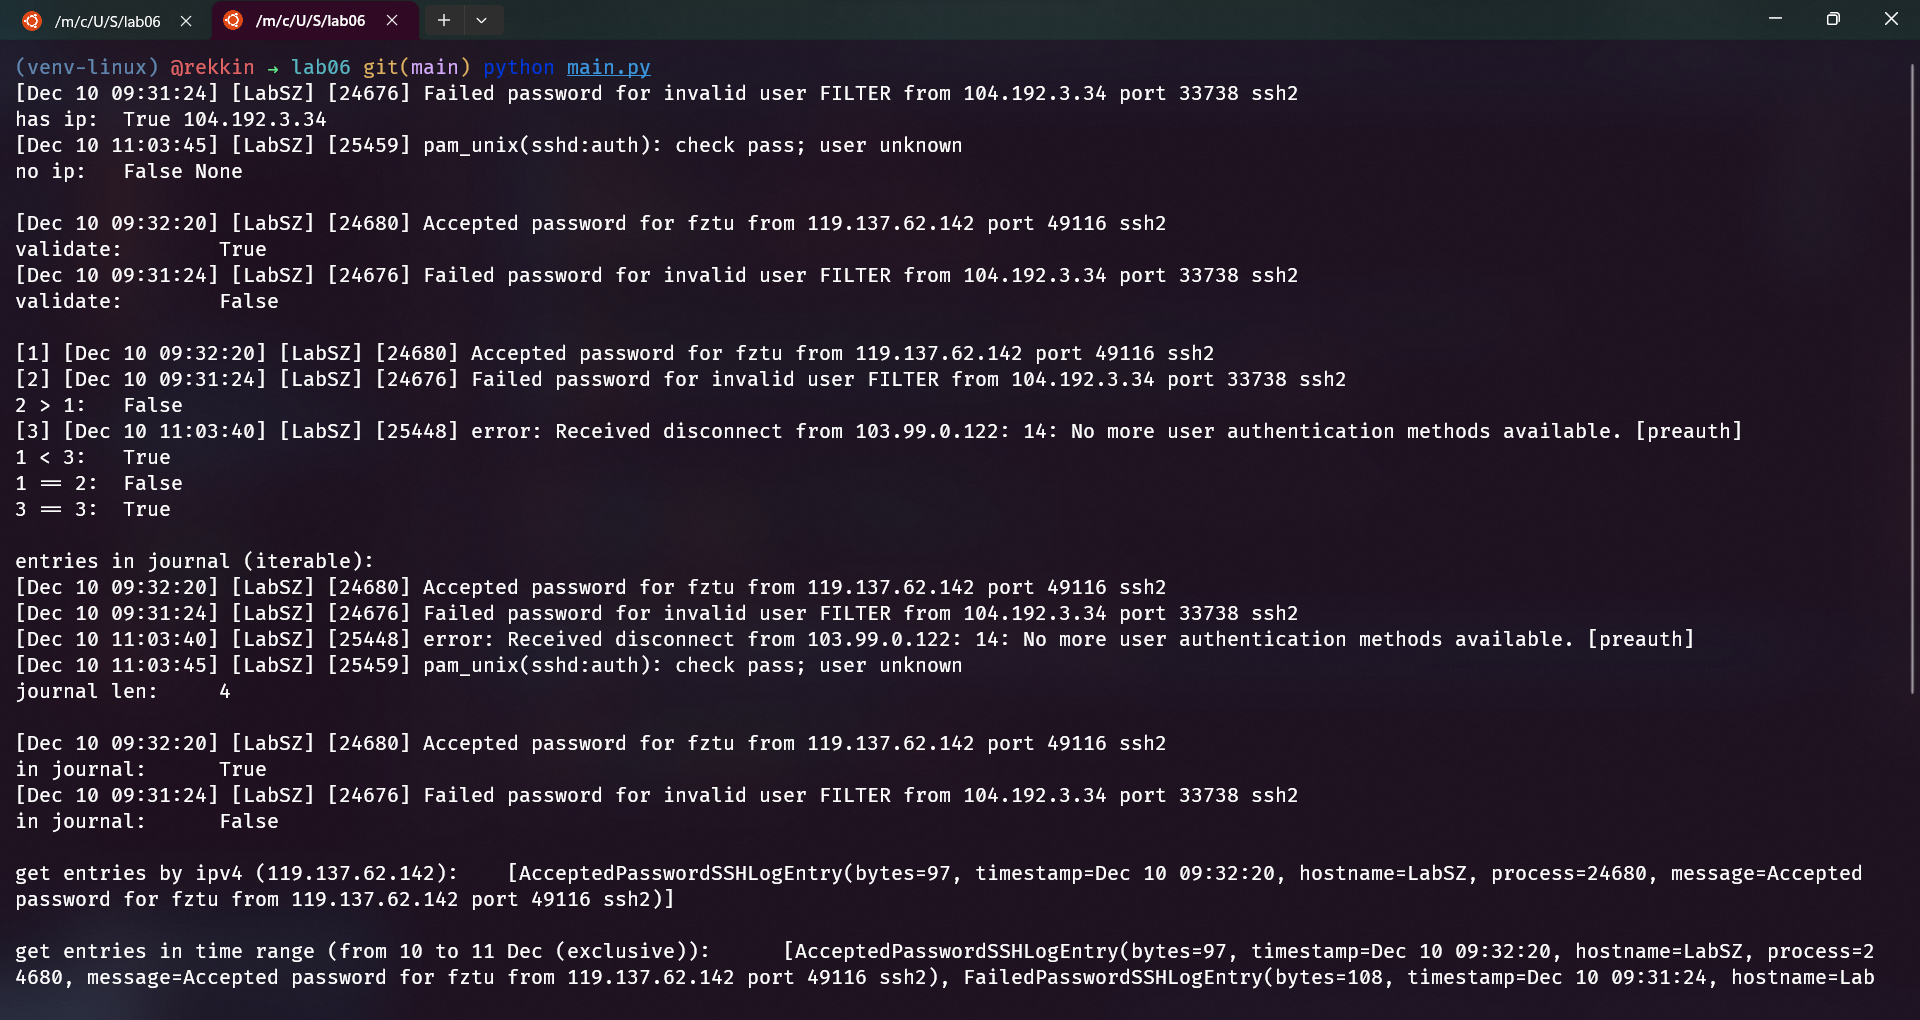 /m/c/U/S/lab06
/m/c/U/S/lab06
(venv-linux) @rekkin → lab06 git(main) python main.py
[Dec 10 09:31:24] [LabSZ] [24676] Failed password for invalid user FILTER from 104.192.3.34 port 33738 ssh2
has ip:  True 104.192.3.34
[Dec 10 11:03:45] [LabSZ] [25459] pam_unix(sshd:auth): check pass; user unknown
no ip:   False None
[Dec 10 09:32:20] [LabSZ] [24680] Accepted password for fztu from 119.137.62.142 port 49116 ssh2
validate:        True
[Dec 10 09:31:24] [LabSZ] [24676] Failed password for invalid user FILTER from 104.192.3.34 port 33738 ssh2
validate:        False
[1] [Dec 10 09:32:20] [LabSZ] [24680] Accepted password for fztu from 119.137.62.142 port 49116 ssh2
[2] [Dec 10 09:31:24] [LabSZ] [24676] Failed password for invalid user FILTER from 104.192.3.34 port 33738 ssh2
2 > 1:   False
[3] [Dec 10 11:03:40] [LabSZ] [25448] error: Received disconnect from 103.99.0.122: 14: No more user authentication methods available. [preauth]
1 < 3:   True
1 == 2:  False
3 == 3:  True
entries in journal (iterable):
[Dec 10 09:32:20] [LabSZ] [24680] Accepted password for fztu from 119.137.62.142 port 49116 ssh2
[Dec 10 09:31:24] [LabSZ] [24676] Failed password for invalid user FILTER from 104.192.3.34 port 33738 ssh2
[Dec 10 11:03:40] [LabSZ] [25448] error: Received disconnect from 103.99.0.122: 14: No more user authentication methods available. [preauth]
[Dec 10 11:03:45] [LabSZ] [25459] pam_unix(sshd:auth): check pass; user unknown
journal len:     4
[Dec 10 09:32:20] [LabSZ] [24680] Accepted password for fztu from 119.137.62.142 port 49116 ssh2
in journal:      True
[Dec 10 09:31:24] [LabSZ] [24676] Failed password for invalid user FILTER from 104.192.3.34 port 33738 ssh2
in journal:      False
get entries by ipv4 (119.137.62.142):    [AcceptedPasswordSSHLogEntry(bytes=97, timestamp=Dec 10 09:32:20, hostname=LabSZ, process=24680, message=Accepted
password for fztu from 119.137.62.142 port 49116 ssh2)]
get entries in time range (from 10 to 11 Dec (exclusive)):      [AcceptedPasswordSSHLogEntry(bytes=97, timestamp=Dec 10 09:32:20, hostname=LabSZ, process=2
4680, message=Accepted password for fztu from 119.137.62.142 port 49116 ssh2), FailedPasswordSSHLogEntry(bytes=108, timestamp=Dec 10 09:31:24, hostname=Lab